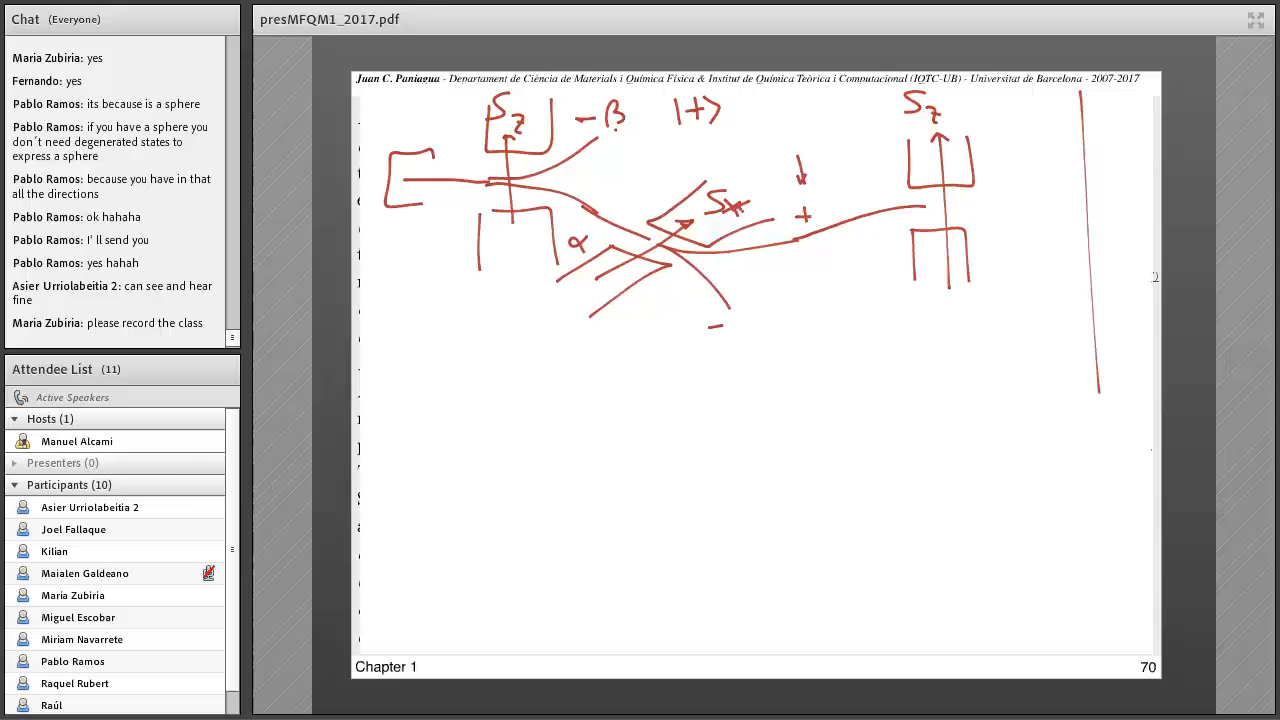 Chat (Everyone)
Maria Zubiria: yes
Fernando: yes
Pablo Ramos: its because is a sphere
Pablo Ramos: if you have a sphere you
don´t need degenerated states to
express a sphere
Pablo Ramos: because you have in that
all the directions
Pablo Ramos: ok hahaha
Pablo Ramos: I' ll send you
Pablo Ramos: yes hahah
Asier Urriolabeitia 2: can see and hear
fine
Maria Zubiria: please record the class
Attendee List (11)
Active Speakers
Hosts (1)
Manuel Alcami
Presenters (0)
Participants (10)
Asier Urriolabeitia 2
Joel Fallaque
Kilian
Maialen Galdeano
Maria Zubiria
Miguel Escobar
Miriam Navarrete
Pablo Ramos
Raquel Rubert
Raúl
presMFQM1_2017.pdf
Juan C. Paniagua - Departament de Ciència de Materials i Química Física & Institut de Química Teòrica i Computacional (IQTC-UB) - Universitat de Barcelona - 2007-2017
Sz - β |+⟩ Sz
α Sx +
-
Chapter 1 70